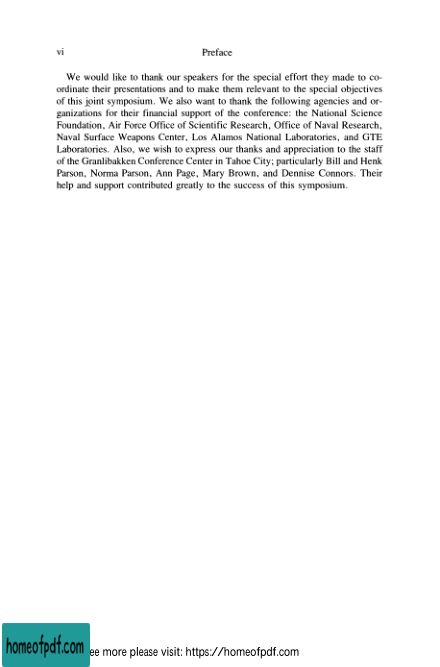 vi
Preface
We would like to thank our speakers for the special effort they made to co-
ordinate their presentations and to make them relevant to the special objectives
of this joint symposium. We also want to thank the following agencies and or-
ganizations for their financial support of the conference: the National Science
Foundation, Air Force Office of Scientific Research, Office of Naval Research,
Naval Surface Weapons Center, Los Alamos National Laboratories, and GTE
Laboratories. Also, we wish to express our thanks and appreciation to the staff
of the Granlibakken Conference Center in Tahoe City; particularly Bill and Henk
Parson, Norma Parson, Ann Page, Mary Brown, and Dennise Connors. Their
help and support contributed greatly to the success of this symposium.
homeofpdf.com
ee more please visit: https://homeofpdf.com